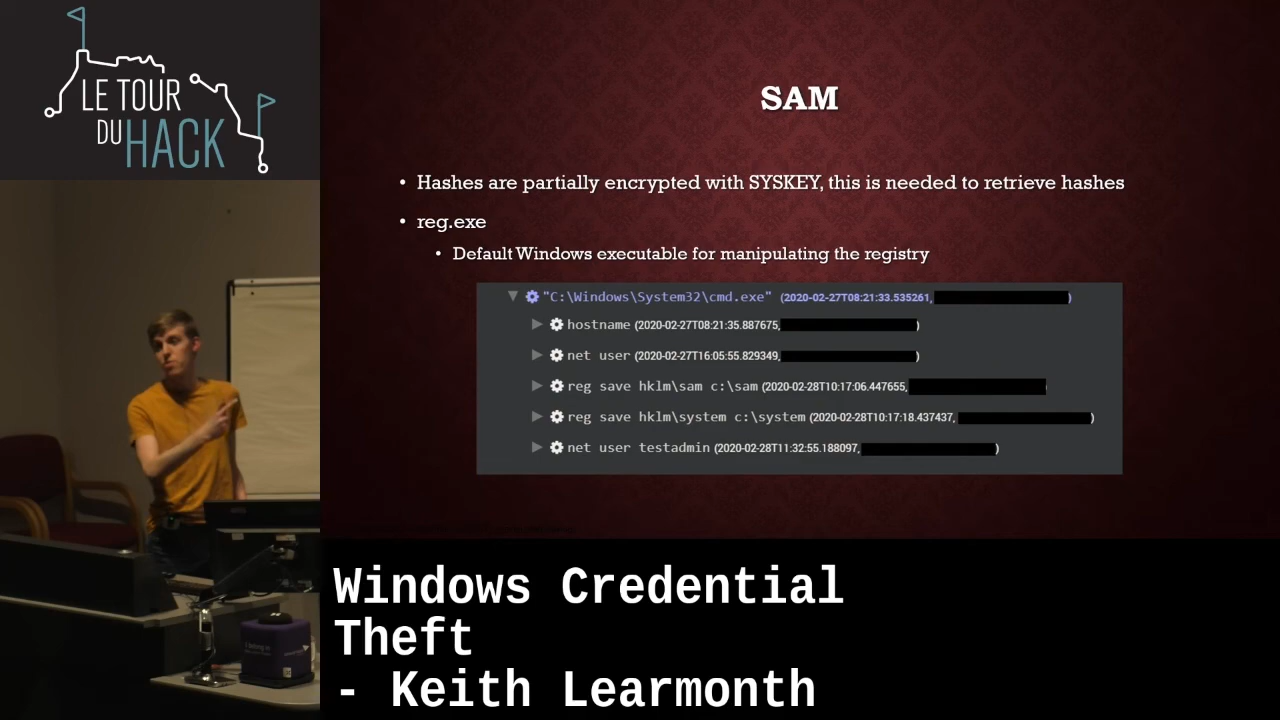 LE TOUR
DU HACK
SAM
• Hashes are partially encrypted with SYSKEY, this is needed to retrieve hashes
• reg.exe
• Default Windows executable for manipulating the registry
"C:\Windows\System32\cmd.exe" (2020-02-27T08:21:33.535261, )
hostname (2020-02-27T08:21:35.887675, )
net user (2020-02-27T16:05:55.829349, )
reg save hklm\sam c:\sam (2020-02-28T10:17:06.447655,
reg save hklm\system c:\system (2020-02-28T10:17:18.437437, )
net user testadmin (2020-02-28T11:32:55.188097, )
Windows Credential
Theft
- Keith Learmonth